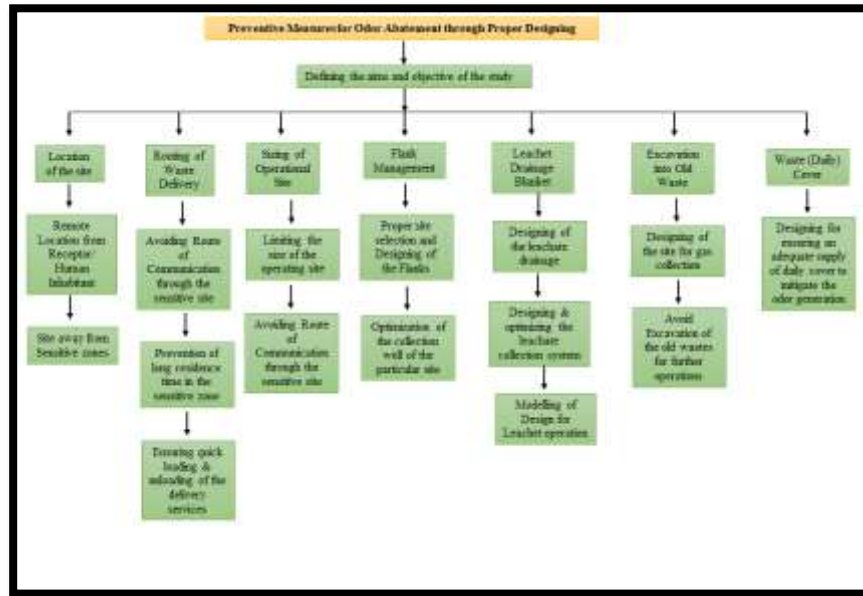 Preventive Measures for Odor Abatement through Proper Designing
Defining the aims and objective of the study
Location
of the site
Remote
Location from
Receptor/
Human
Inhabitant
Site away from
Sensitive zones
Routing of
Waste
Delivery
Avoiding Route
of
Communication
through the
sensitive site
Prevention of
long residence
time in the
sensitive zone
Ensuring quick
loading &
unloading of the
delivery
services
Sizing of
Operational
Site
Limiting the
size of the
operating site
Avoiding Route
of
Communication
through the
sensitive site
Flank
Management
Proper site
selection and
Designing of
the Flanks
Optimization of
the collection
well of the
particular site
Leachet
Drainage
Blanket
Designing of
the leachate
drainage
Designing &
optimizing the
leachate
collection system
Modelling of
Design for
Leachet operation
Excavation
into Old
Waste
Designing of
the site for gas
collection
Avoid
Excavation of
the old wastes
for further
operations
Waste (Daily)
Cover
Designing for
ensuring an
adequate supply
of daily cover to
mitigate the
odor generation